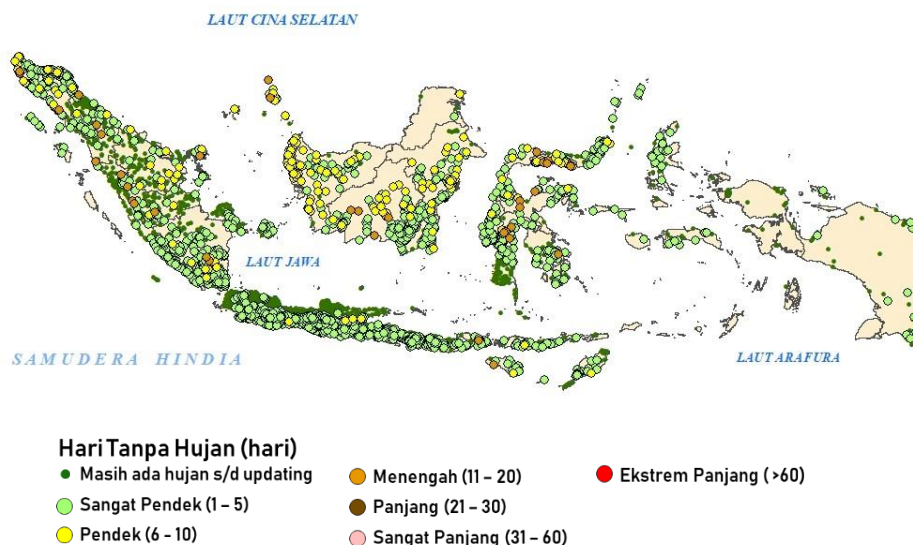 LAUT CINA SELATAN
LAUT JAWA
SAMUDERA HINDIA
LAUT ARAFURA
Hari Tanpa Hujan (hari)
Masih ada hujan s/d updating
Sangat Pendek (1 – 5)
Pendek (6 - 10)
Menengah (11 – 20)
Panjang (21 – 30)
Sangat Panjang (31 – 60)
Ekstrem Panjang ( >60)